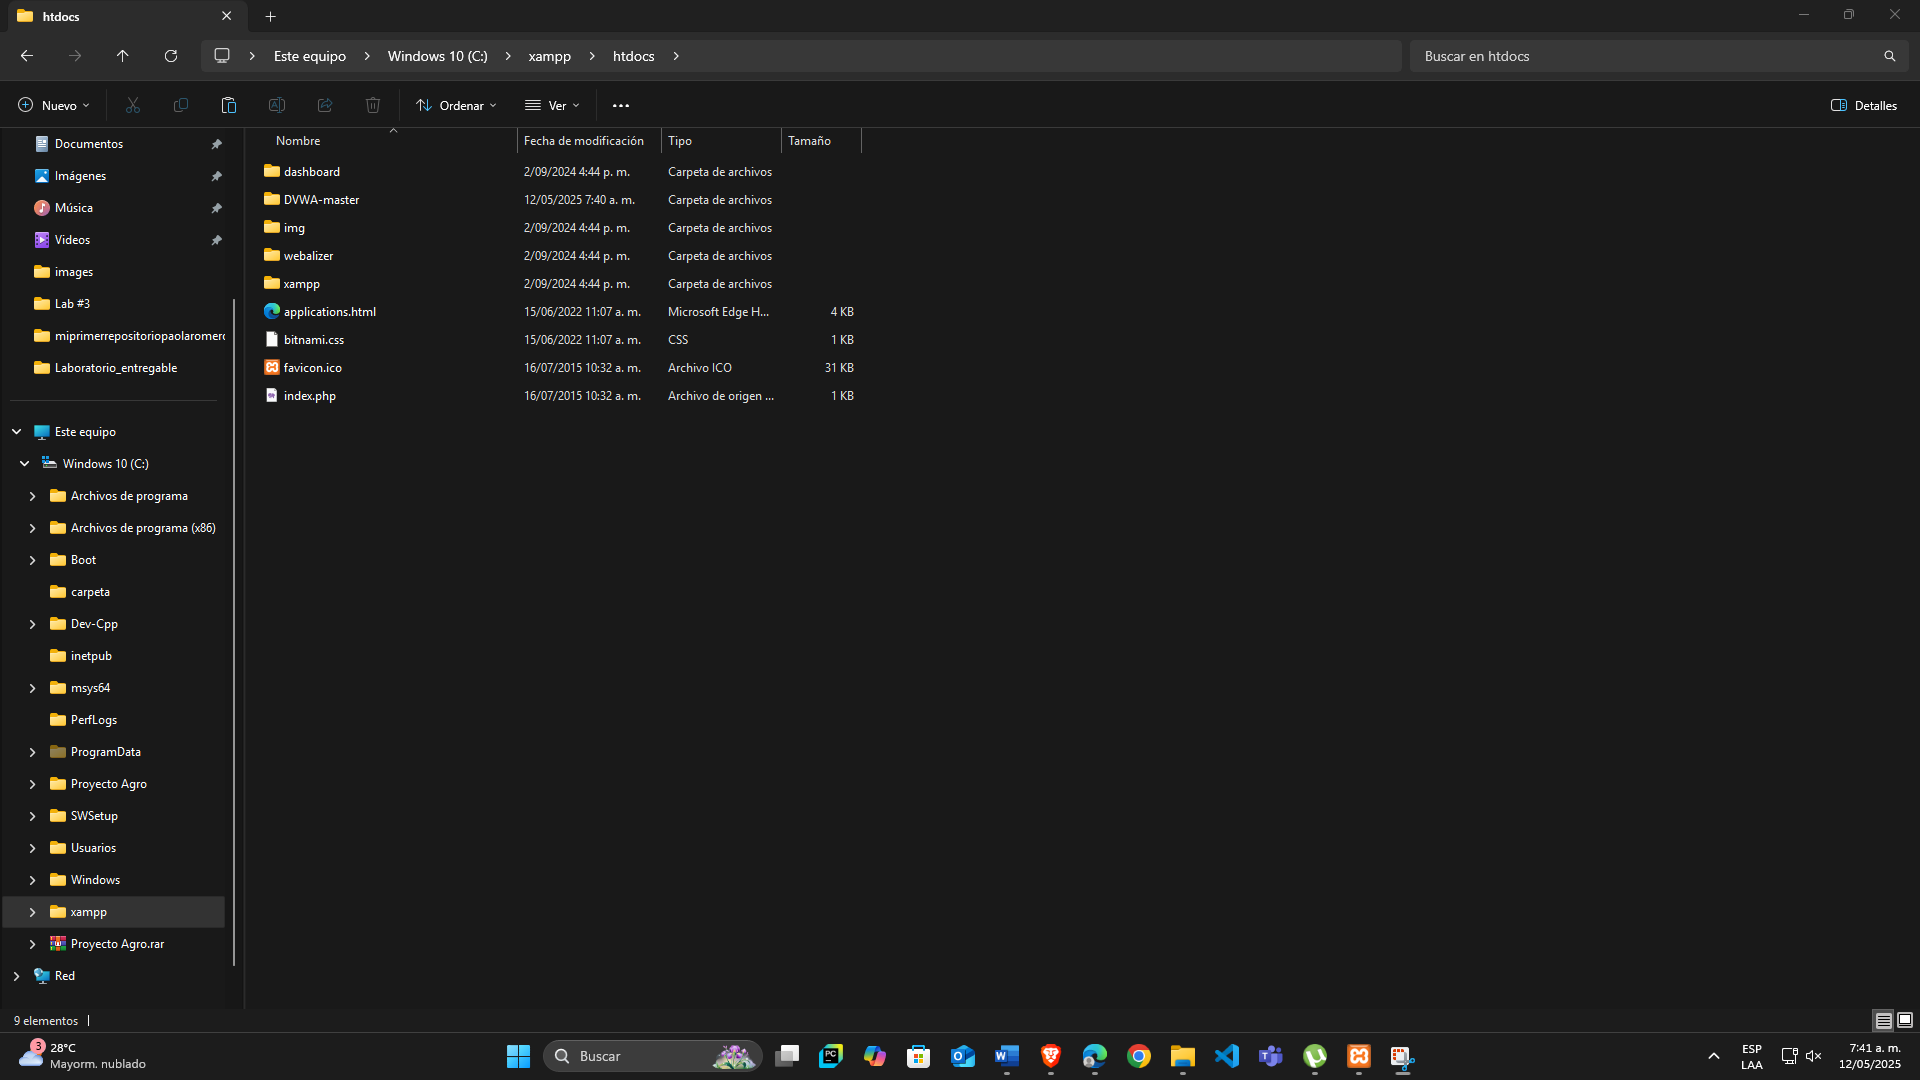 htdocs
Este equipo
Windows 10 (C:)
xampp
htdocs
Buscar en htdocs
Nuevo
Ordenar
Ver
Detalles
Documentos
Imágenes
Música
Videos
images
Lab #3
miprimerrepositoriopaolaromero
Laboratorio_entregable
Este equipo
Windows 10 (C:)
Archivos de programa
Archivos de programa (x86)
Boot
carpeta
Dev-Cpp
inetpub
msys64
PerfLogs
ProgramData
Proyecto Agro
SWSetup
Usuarios
Windows
xampp
Proyecto Agro.rar
Red
Nombre Fecha de modificación Tipo Tamaño
dashboard 2/09/2024 4:44 p. m. Carpeta de archivos
DVWA-master 12/05/2025 7:40 a. m. Carpeta de archivos
img 2/09/2024 4:44 p. m. Carpeta de archivos
webalizer 2/09/2024 4:44 p. m. Carpeta de archivos
xampp 2/09/2024 4:44 p. m. Carpeta de archivos
applications.html 15/06/2022 11:07 a. m. Microsoft Edge H... 4 KB
bitnami.css 15/06/2022 11:07 a. m. CSS 1 KB
favicon.ico 16/07/2015 10:32 a. m. Archivo ICO 31 KB
index.php 16/07/2015 10:32 a. m. Archivo de origen ... 1 KB
9 elementos
3
28°C
Mayorm. nublado
Buscar
ESP
LAA
7:41 a. m.
12/05/2025